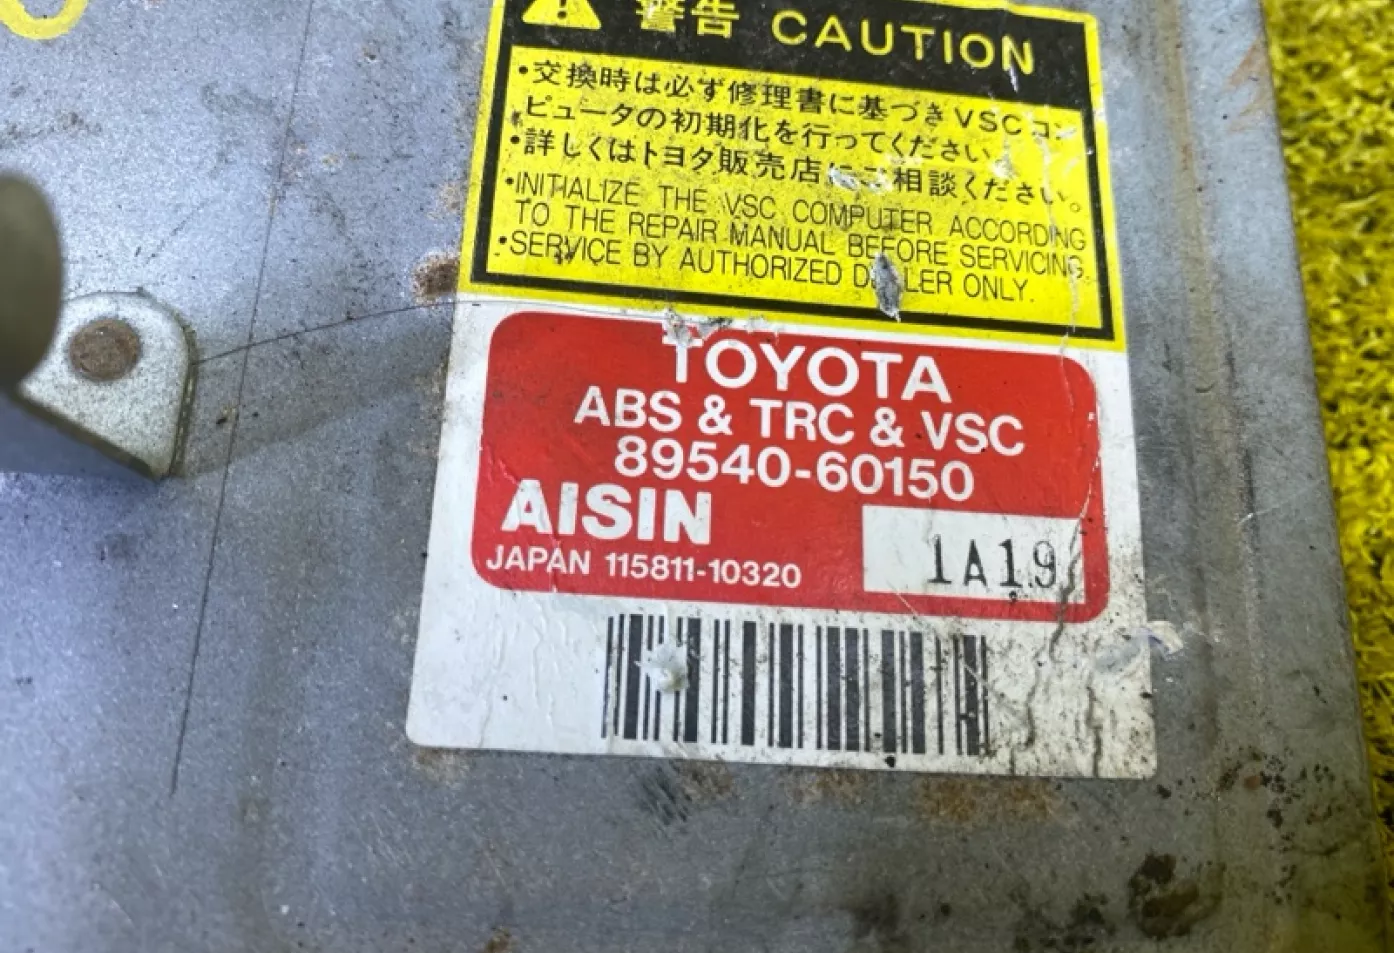 警告 CAUTION
・交換時は必ず修理書に基づきVSCコン
ピュータの初期化を行ってください。
・詳しくはトヨタ販売店にご相談ください。
・INITIALIZE THE VSC COMPUTER ACCORDING
TO THE REPAIR MANUAL BEFORE SERVICING.
・SERVICE BY AUTHORIZED DEALER ONLY.
TOYOTA
ABS & TRC & VSC
89540-60150
AISIN
JAPAN 115811-10320
1A19